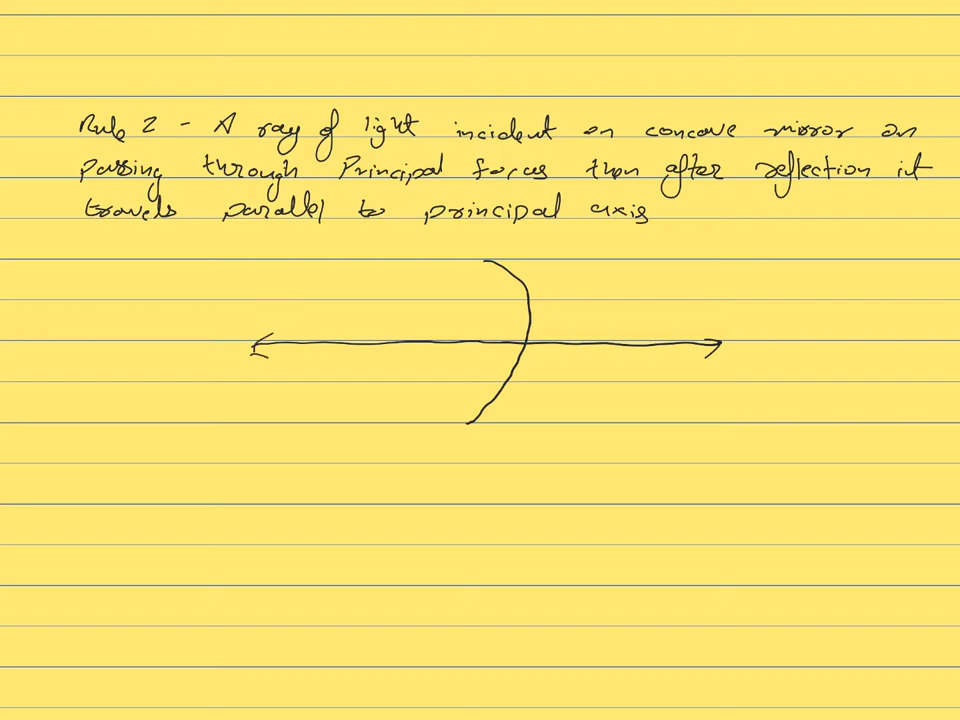 Rule 2 - A ray of light incident on concave mirror on
passing through Principal forcus then after reflection it
travels parallel to principal axis